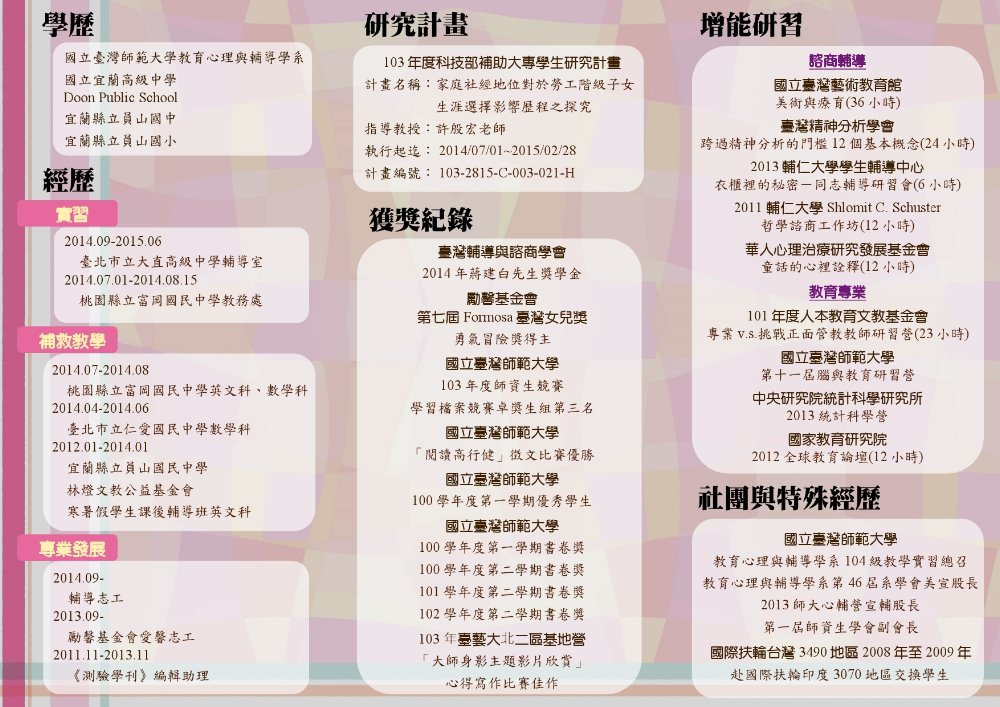 學歷
國立臺灣師範大學教育心理與輔導學系
國立宜蘭高級中學
Doon Public School
宜蘭縣立員山國中
宜蘭縣立員山國小
經歷
實習
2014.09-2015.06
臺北市立大直高級中學輔導室
2014.07.01-2014.08.15
桃園縣立富岡國民中學教務處
補救教學
2014.07-2014.08
桃園縣立富岡國民中學英文科、數學科
2014.04-2014.06
臺北市立仁愛國民中學數學科
2012.01-2014.01
宜蘭縣立員山國民中學
林燈文教公益基金會
寒暑假學生課後輔導班英文科
專業發展
2014.09-
輔導志工
2013.09-
勵馨基金會愛馨志工
2011.11-2013.11
《測驗學刊》編輯助理
研究計畫
103年度科技部補助大專學生研究計畫
計畫名稱：家庭社經地位對於勞工階級子女
生涯選擇影響歷程之探究
指導教授：許殷宏老師
執行起迄： 2014/07/01~2015/02/28
計畫編號： 103-2815-C-003-021-H
獲獎紀錄
臺灣輔導與諮商學會
2014年蔣建白先生獎學金
勵馨基金會
第七屆 Formosa 臺灣女兒獎
勇氣冒險獎得主
國立臺灣師範大學
103年度師資生競賽
學習檔案競賽卓獎生組第三名
國立臺灣師範大學
「閱讀高行健」徵文比賽優勝
國立臺灣師範大學
100學年度第一學期優秀學生
國立臺灣師範大學
100學年度第一學期書卷獎
100學年度第二學期書卷獎
101學年度第二學期書卷獎
102學年度第二學期書卷獎
103年臺藝大北二區基地營
「大師身影主題影片欣賞」
心得寫作比賽佳作
增能研習
諮商輔導
國立臺灣藝術教育館
美術與療育(36小時)
臺灣精神分析學會
跨過精神分析的門檻12個基本概念(24小時)
2013輔仁大學學生輔導中心
衣櫃裡的秘密－同志輔導研習會(6小時)
2011 輔仁大學 Shlomit C. Schuster
哲學諮商工作坊(12小時)
華人心理治療研究發展基金會
童話的心裡詮釋(12小時)
教育專業
101年度人本教育文教基金會
專業v.s.挑戰正面管教教師研習營(23小時)
國立臺灣師範大學
第十一屆腦與教育研習營
中央研究院統計科學研究所
2013統計科學營
國家教育研究院
2012全球教育論壇(12小時)
社團與特殊經歷
國立臺灣師範大學
教育心理與輔導學系104級教學實習總召
教育心理與輔導學系第46屆系學會美宣股長
2013師大心輔營宣輔股長
第一屆師資生學會副會長
國際扶輪台灣3490地區2008年至2009年
赴國際扶輪印度3070地區交換學生